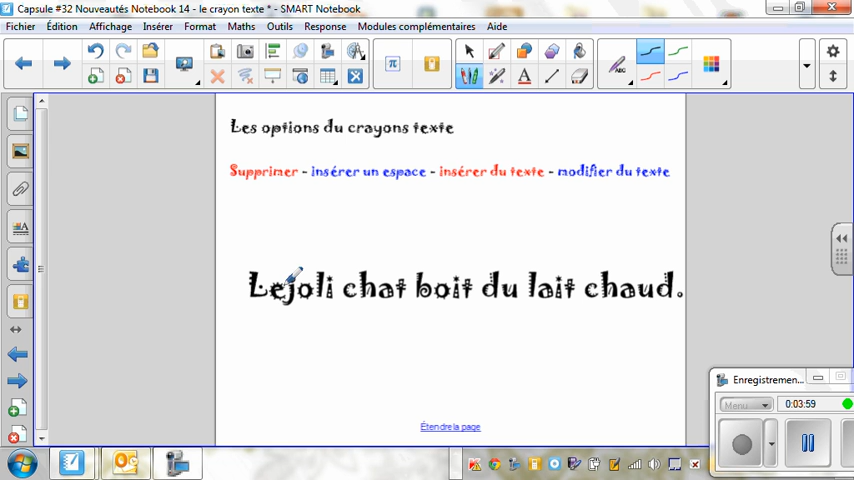 Capsule #32 Nouveautés Notebook 14 - le crayon texte * - SMART Notebook
Fichier Édition Affichage Insérer Format Maths Outils Response Modules complémentaires Aide
Les options du crayons texte
Supprimer - insérer un espace - insérer du texte - modifier du texte
Lejoli chat boit du lait chaud.
Étendre la page
Enregistremen...
Menu
0:03:59